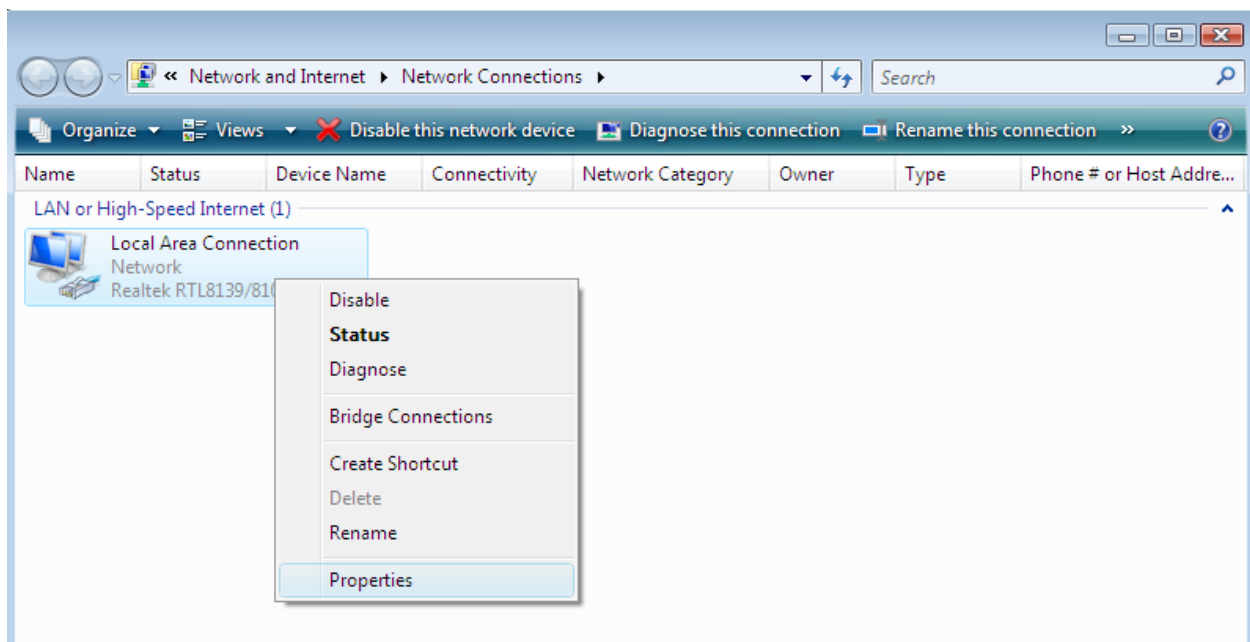 « Network and Internet ▸ Network Connections ▸ Search
Organize Views Disable this network device Diagnose this connection Rename this connection »
Name Status Device Name Connectivity Network Category Owner Type Phone # or Host Addre...
LAN or High-Speed Internet (1)
Local Area Connection
Network
Realtek RTL8139/810
Disable
Status
Diagnose
Bridge Connections
Create Shortcut
Delete
Rename
Properties